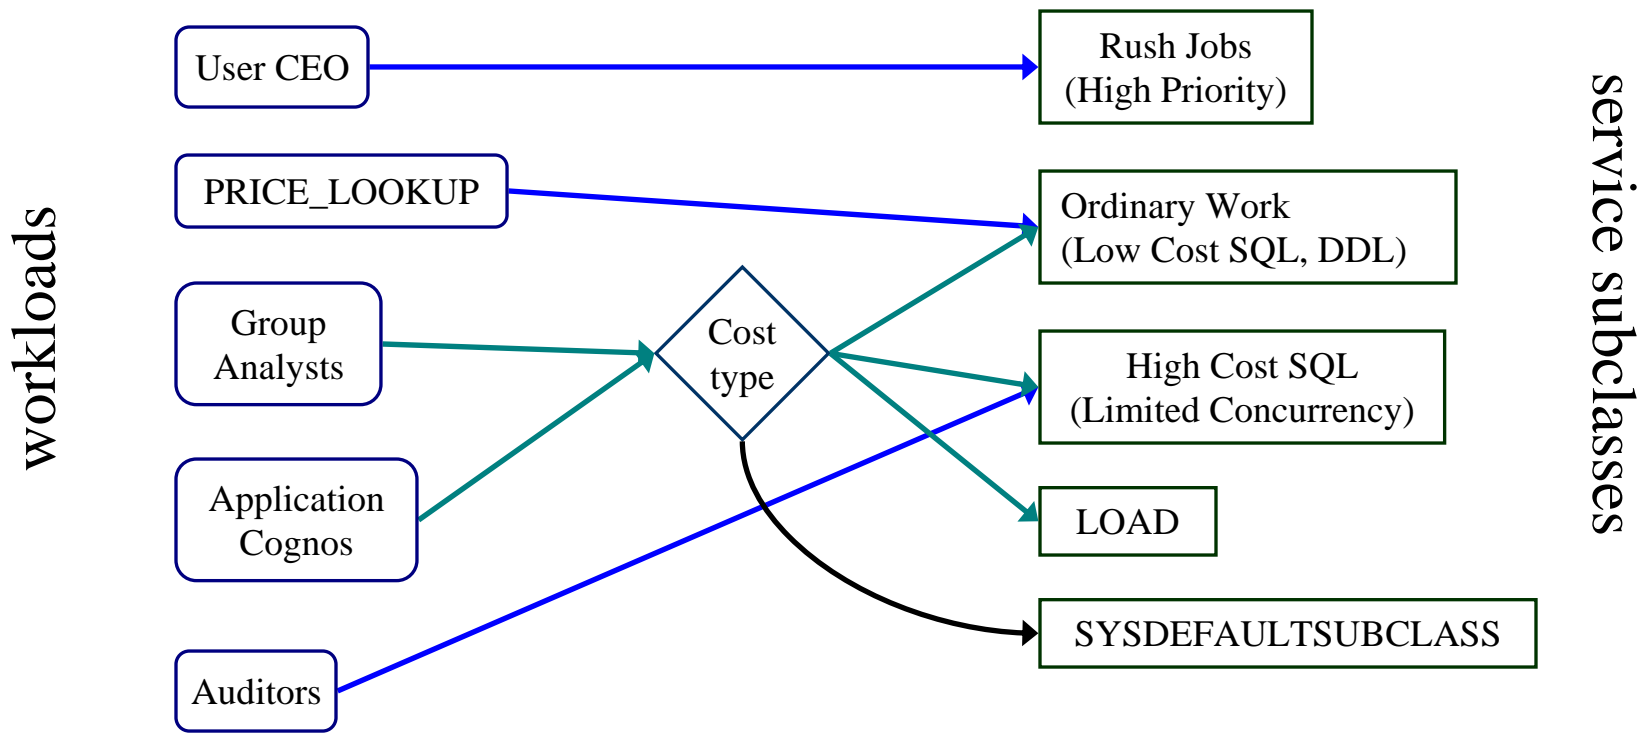 workloads
User CEO
PRICE_LOOKUP
Group
Analysts
Application
Cognos
Auditors
Cost
type
Rush Jobs
(High Priority)
Ordinary Work
(Low Cost SQL, DDL)
High Cost SQL
(Limited Concurrency)
LOAD
SYSDEFAULTSUBCLASS
service subclasses